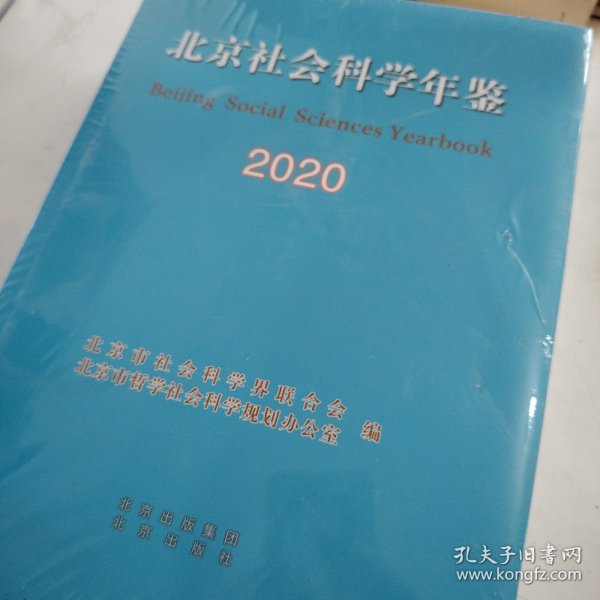 北京社会科学年鉴
Beijing Social Sciences Yearbook
2020
北京市社会科学界联合会
北京市哲学社会科学规划办公室 编
北京出版集团
北京出版社
孔夫子旧书网
www.kongfz.com